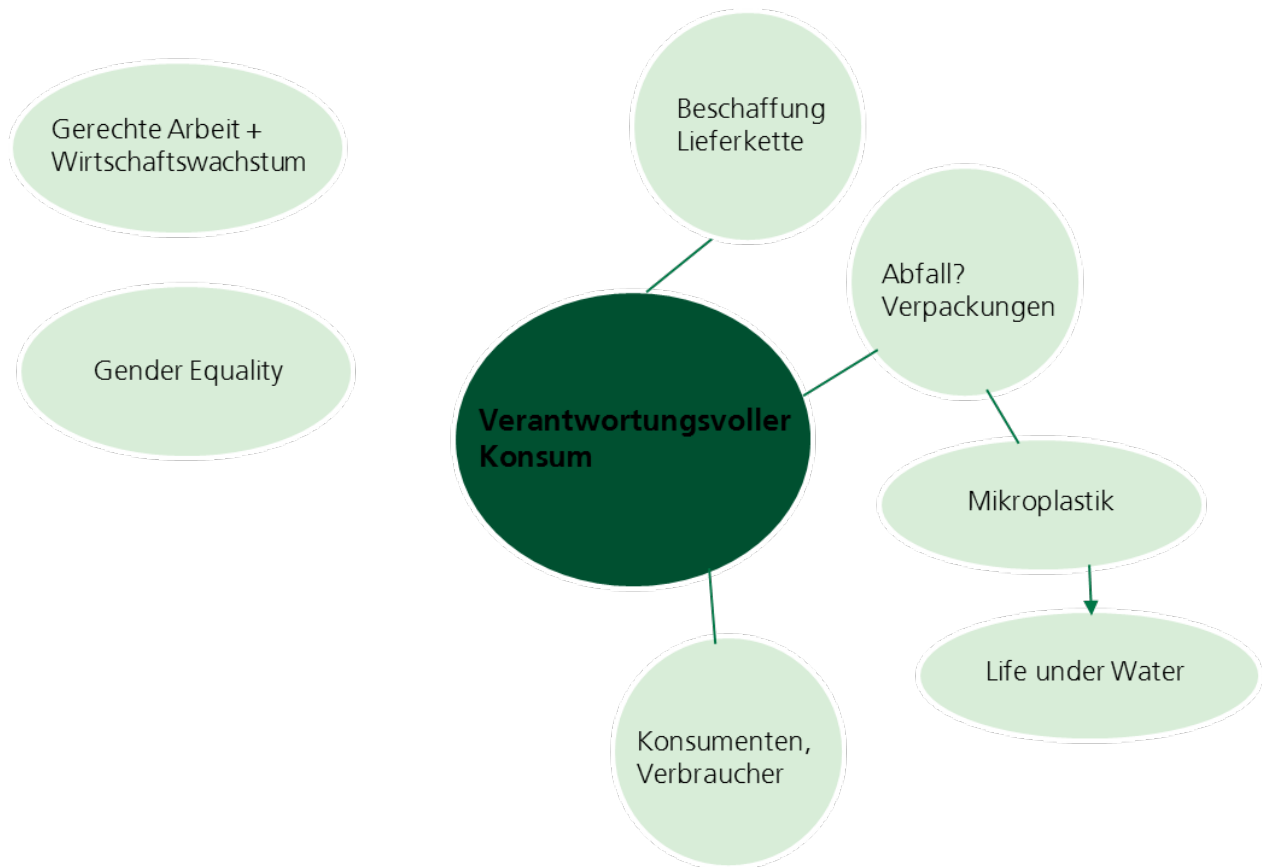 Gerechte Arbeit +
Wirtschaftswachstum
Gender Equality
Beschaffung
Lieferkette
Abfall?
Verpackungen
Verantwortungsvoller
Konsum
Mikroplastik
Life under Water
Konsumenten,
Verbraucher